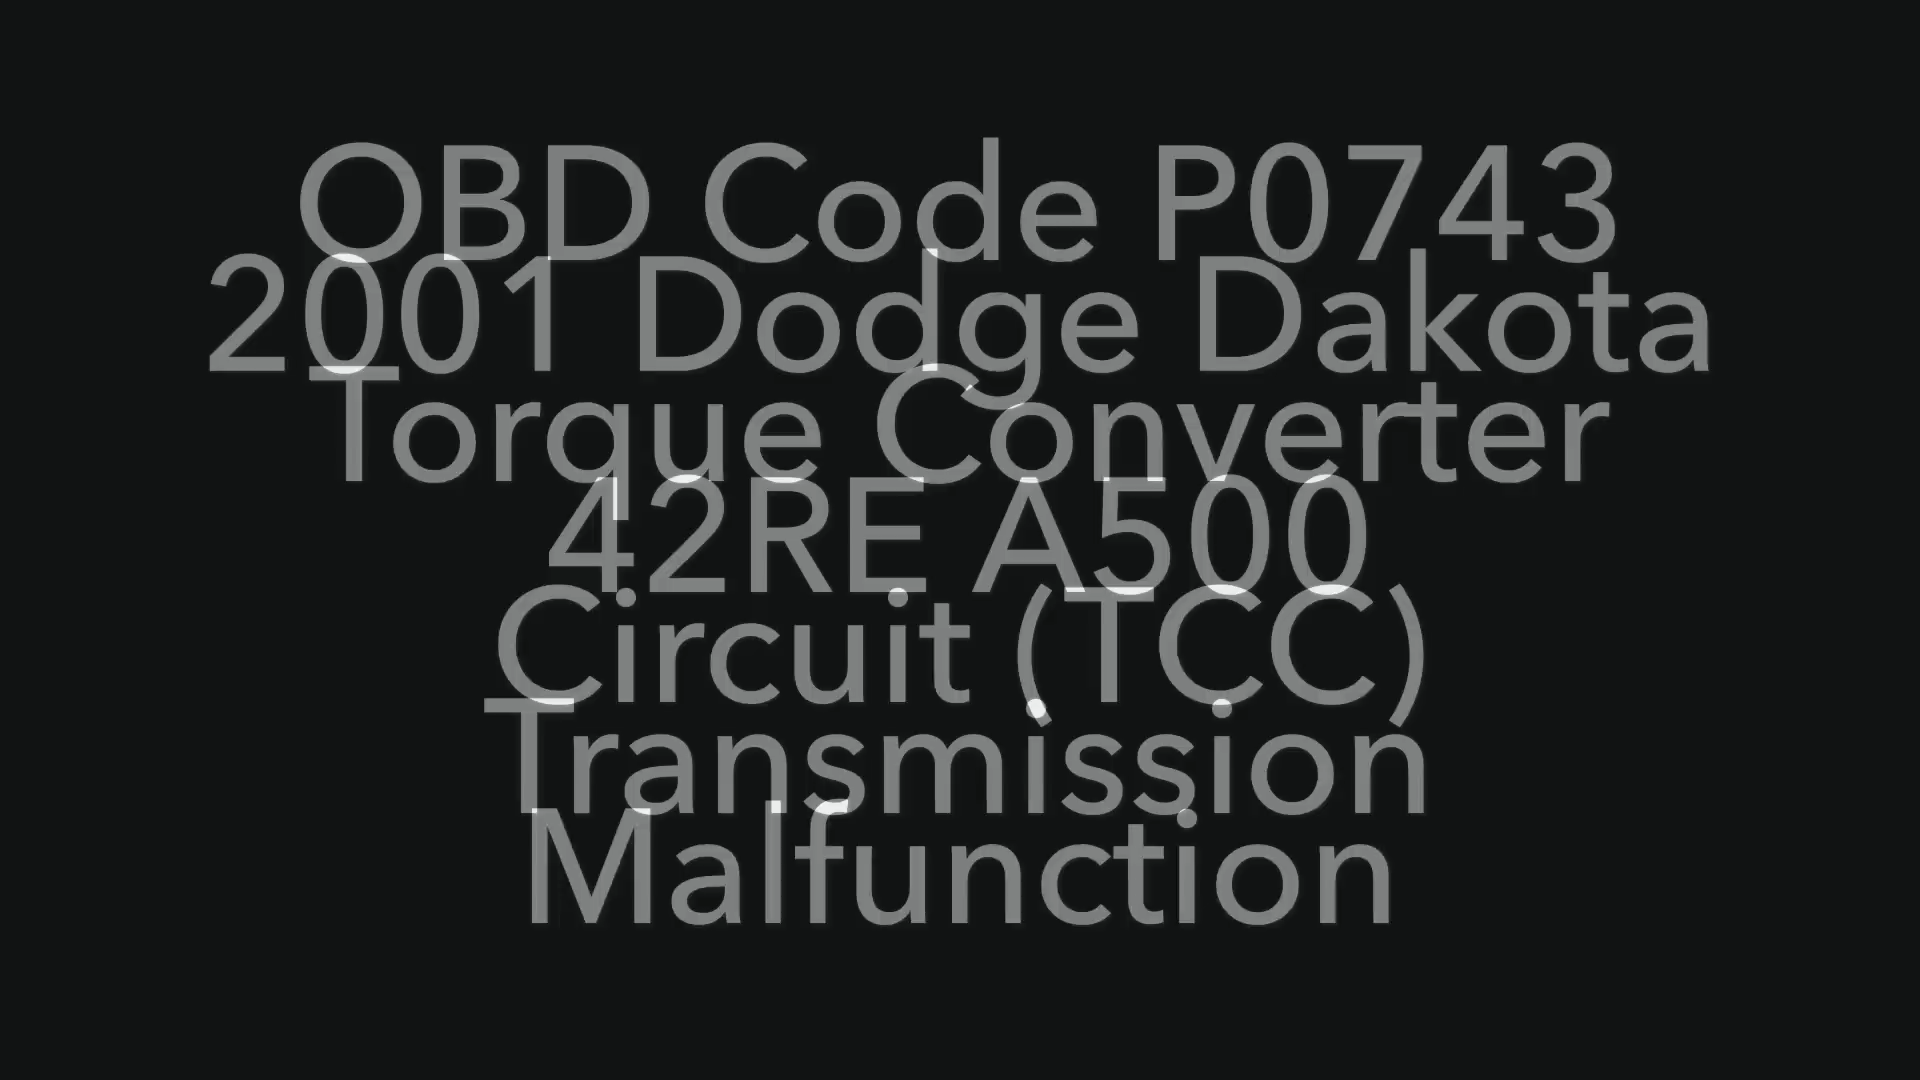 OBD Code P0743
2001 Dodge Dakota
Torque Converter
42RE A500
Circuit (TCC)
Transmission
Malfunction